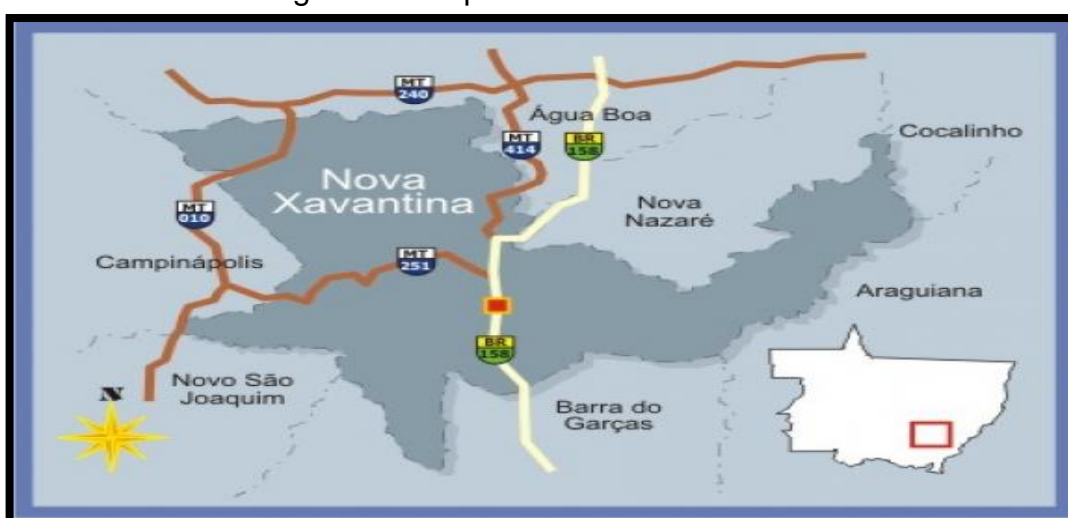 MT
240
Água Boa
MT
414
BR
158
Cocalinho
Nova
Xavantina
Nova
Nazaré
MT
010
Campinápolis
MT
251
Araguiana
BR
158
Novo São
Joaquim
N
Barra do
Garças